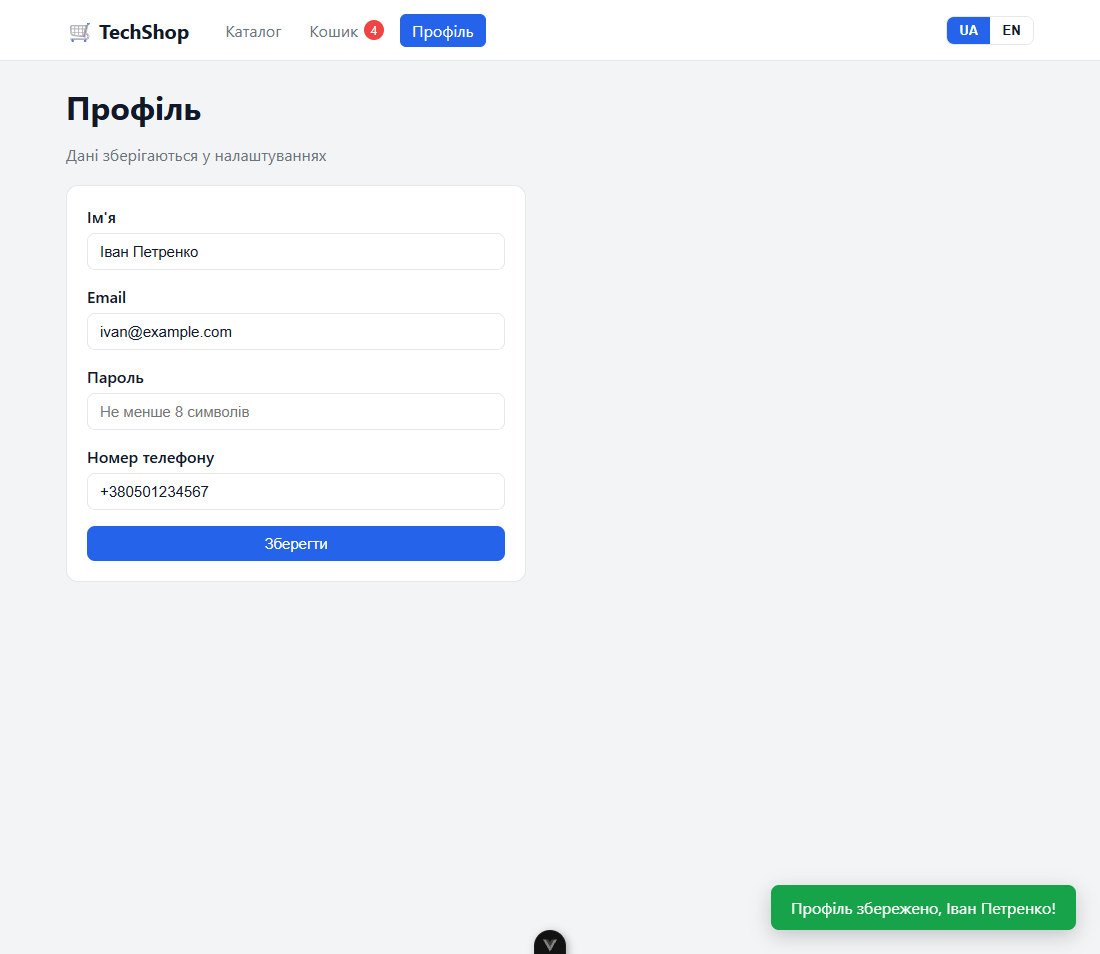 TechShop Каталог Кошик 4 Профіль UA EN
Профіль
Дані зберігаються у налаштуваннях
Ім'я
Іван Петренко
Email
ivan@example.com
Пароль
Не менше 8 символів
Номер телефону
+380501234567
Зберегти
Профіль збережено, Іван Петренко!